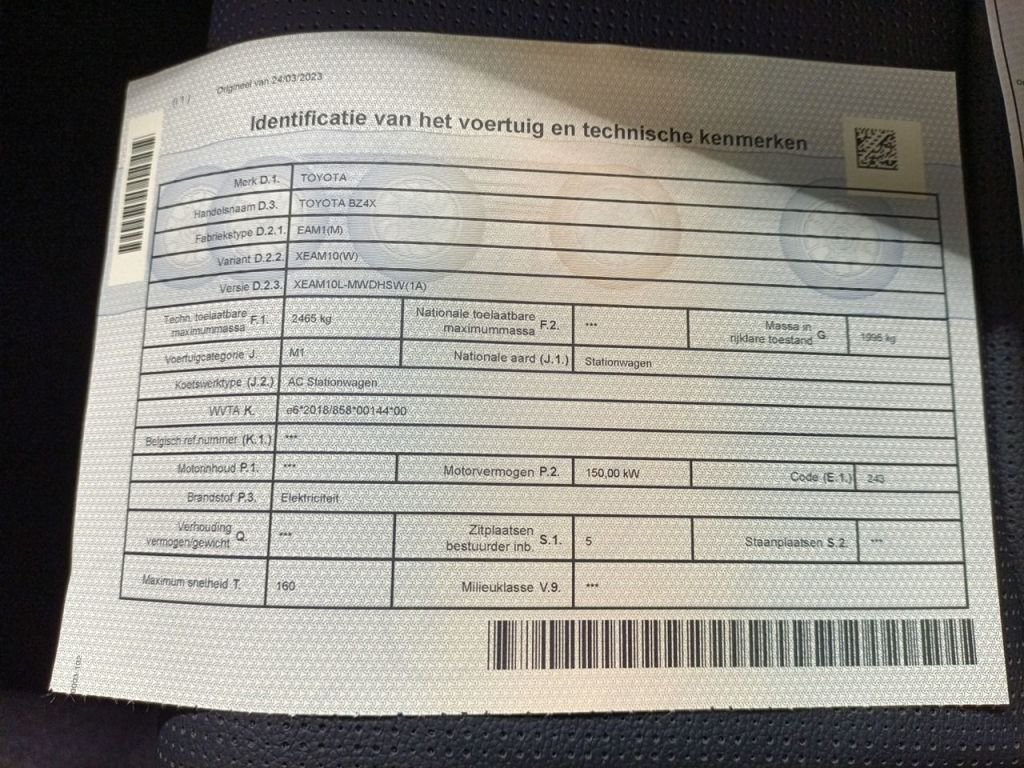 (I 1)
Origineel van 24/03/2023
Identificatie van het voertuig en technische kenmerken
Merk D.1. TOYOTA
Handelsnaam D.3. TOYOTA BZ4X
Fabriekstype D.2.1. EAM1(M)
Variant D.2.2. XEAM10(W)
Versie D.2.3. XEAM10L-MWDHSW(1A)
Techn. toelaatbare maximummassa F.1. 2465 kg Nationale toelaatbare maximummassa F.2. *** Massa in rijklare toestand G. 1995 kg
Voertuigcategorie J. M1 Nationale aard (J.1.) Stationwagen
Koetswerktype (J.2.) AC Stationwagen
WVTA K. e6*2018/858*00144*00
Belgisch ref.nummer (K.1.) ***
Motorinhoud P.1. *** Motorvermogen P.2. 150,00 kW Code (E.1.) 243
Brandstof P.3. Elektriciteit
Verhouding vermogen/gewicht Q. *** Zitplaatsen bestuurder inb. S.1. 5 Staanplaatsen S.2. ***
Maximum snelheid T. 160 Milieuklasse V.9. ***